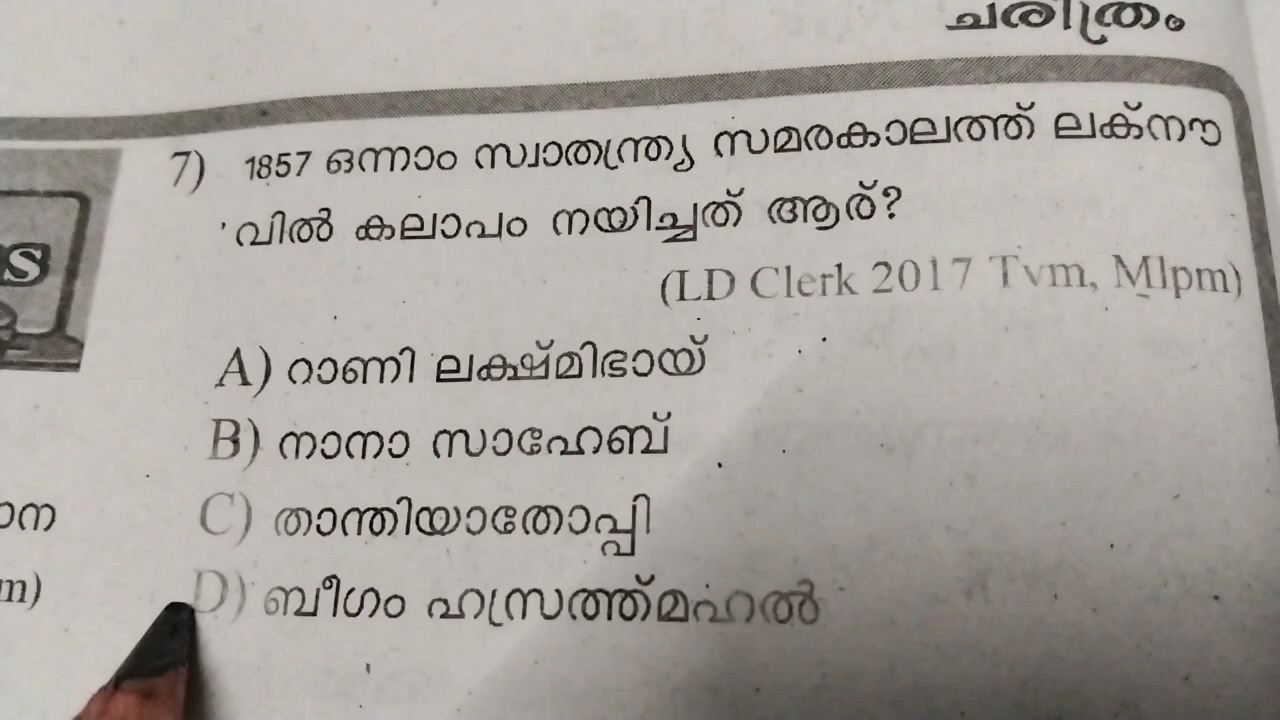 ചരിത്രം
7) 1857 ഒന്നാം സ്വാതന്ത്ര്യ സമരകാലത്ത് ലക്നൗ
വിൽ കലാപം നയിച്ചത് ആര്?
(LD Clerk 2017 Tvm, Mlpm)
A) റാണി ലക്ഷ്മിഭായ്
B) നാനാ സാഹേബ്
C) താന്തിയാതോപ്പി
D) ബീഗം ഹസ്രത്ത്മഹൽ
m)